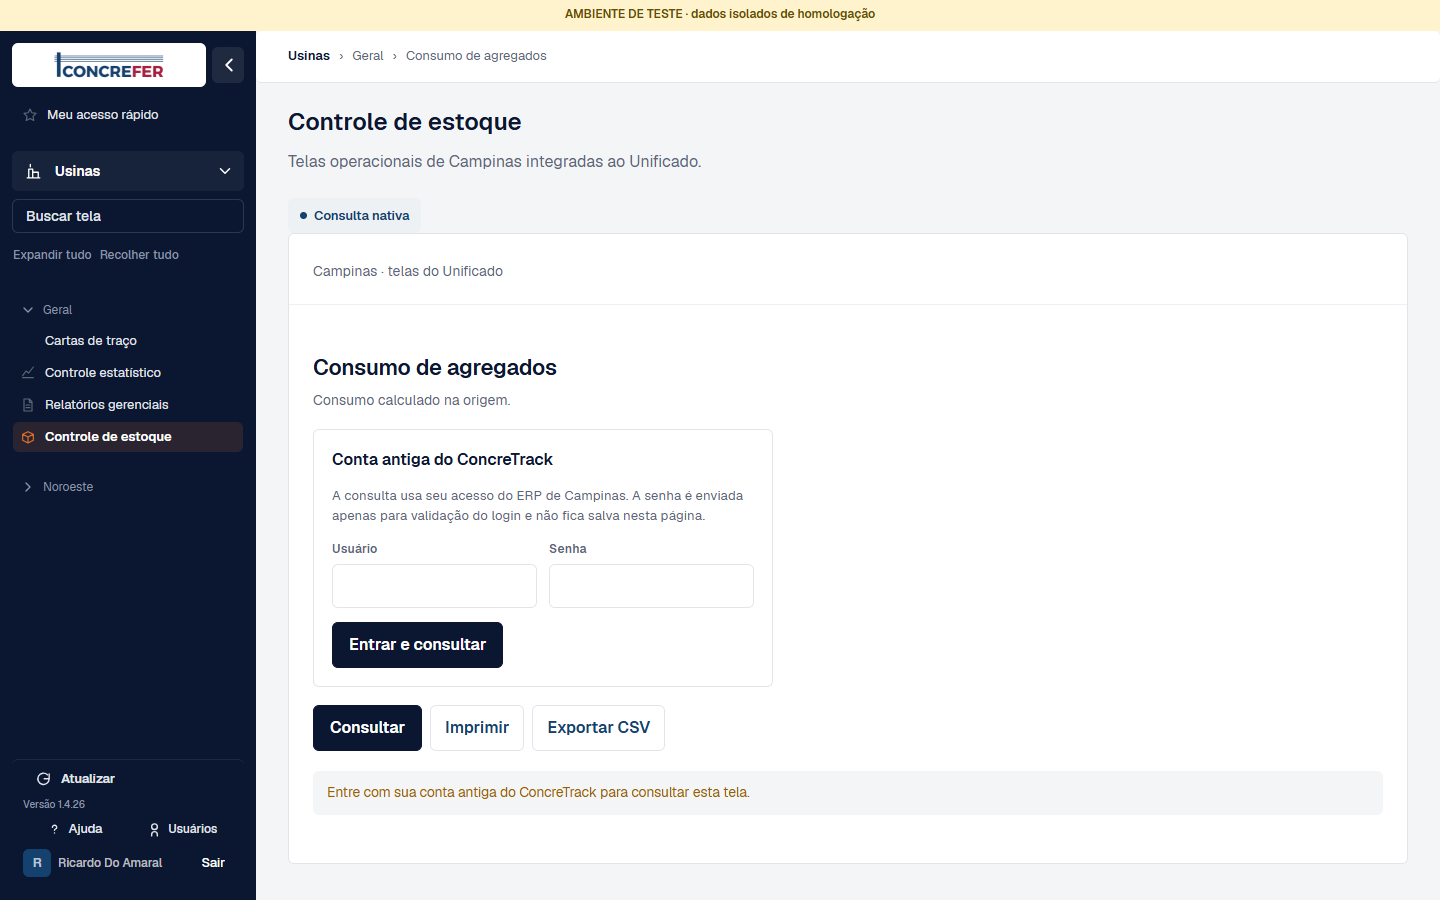 AMBIENTE DE TESTE · dados isolados de homologação
CONCREFER
Meu acesso rápido
Usinas
Buscar tela
Expandir tudo Recolher tudo
Geral
Cartas de traço
Controle estatístico
Relatórios gerenciais
Controle de estoque
Noroeste
Atualizar
Versão 1.4.26
? Ajuda Usuários
R Ricardo Do Amaral Sair
Usinas › Geral › Consumo de agregados
Controle de estoque
Telas operacionais de Campinas integradas ao Unificado.
Consulta nativa
Campinas · telas do Unificado
Consumo de agregados
Consumo calculado na origem.
Conta antiga do ConcreTrack
A consulta usa seu acesso do ERP de Campinas. A senha é enviada
apenas para validação do login e não fica salva nesta página.
Usuário Senha
Entrar e consultar
Consultar Imprimir Exportar CSV
Entre com sua conta antiga do ConcreTrack para consultar esta tela.